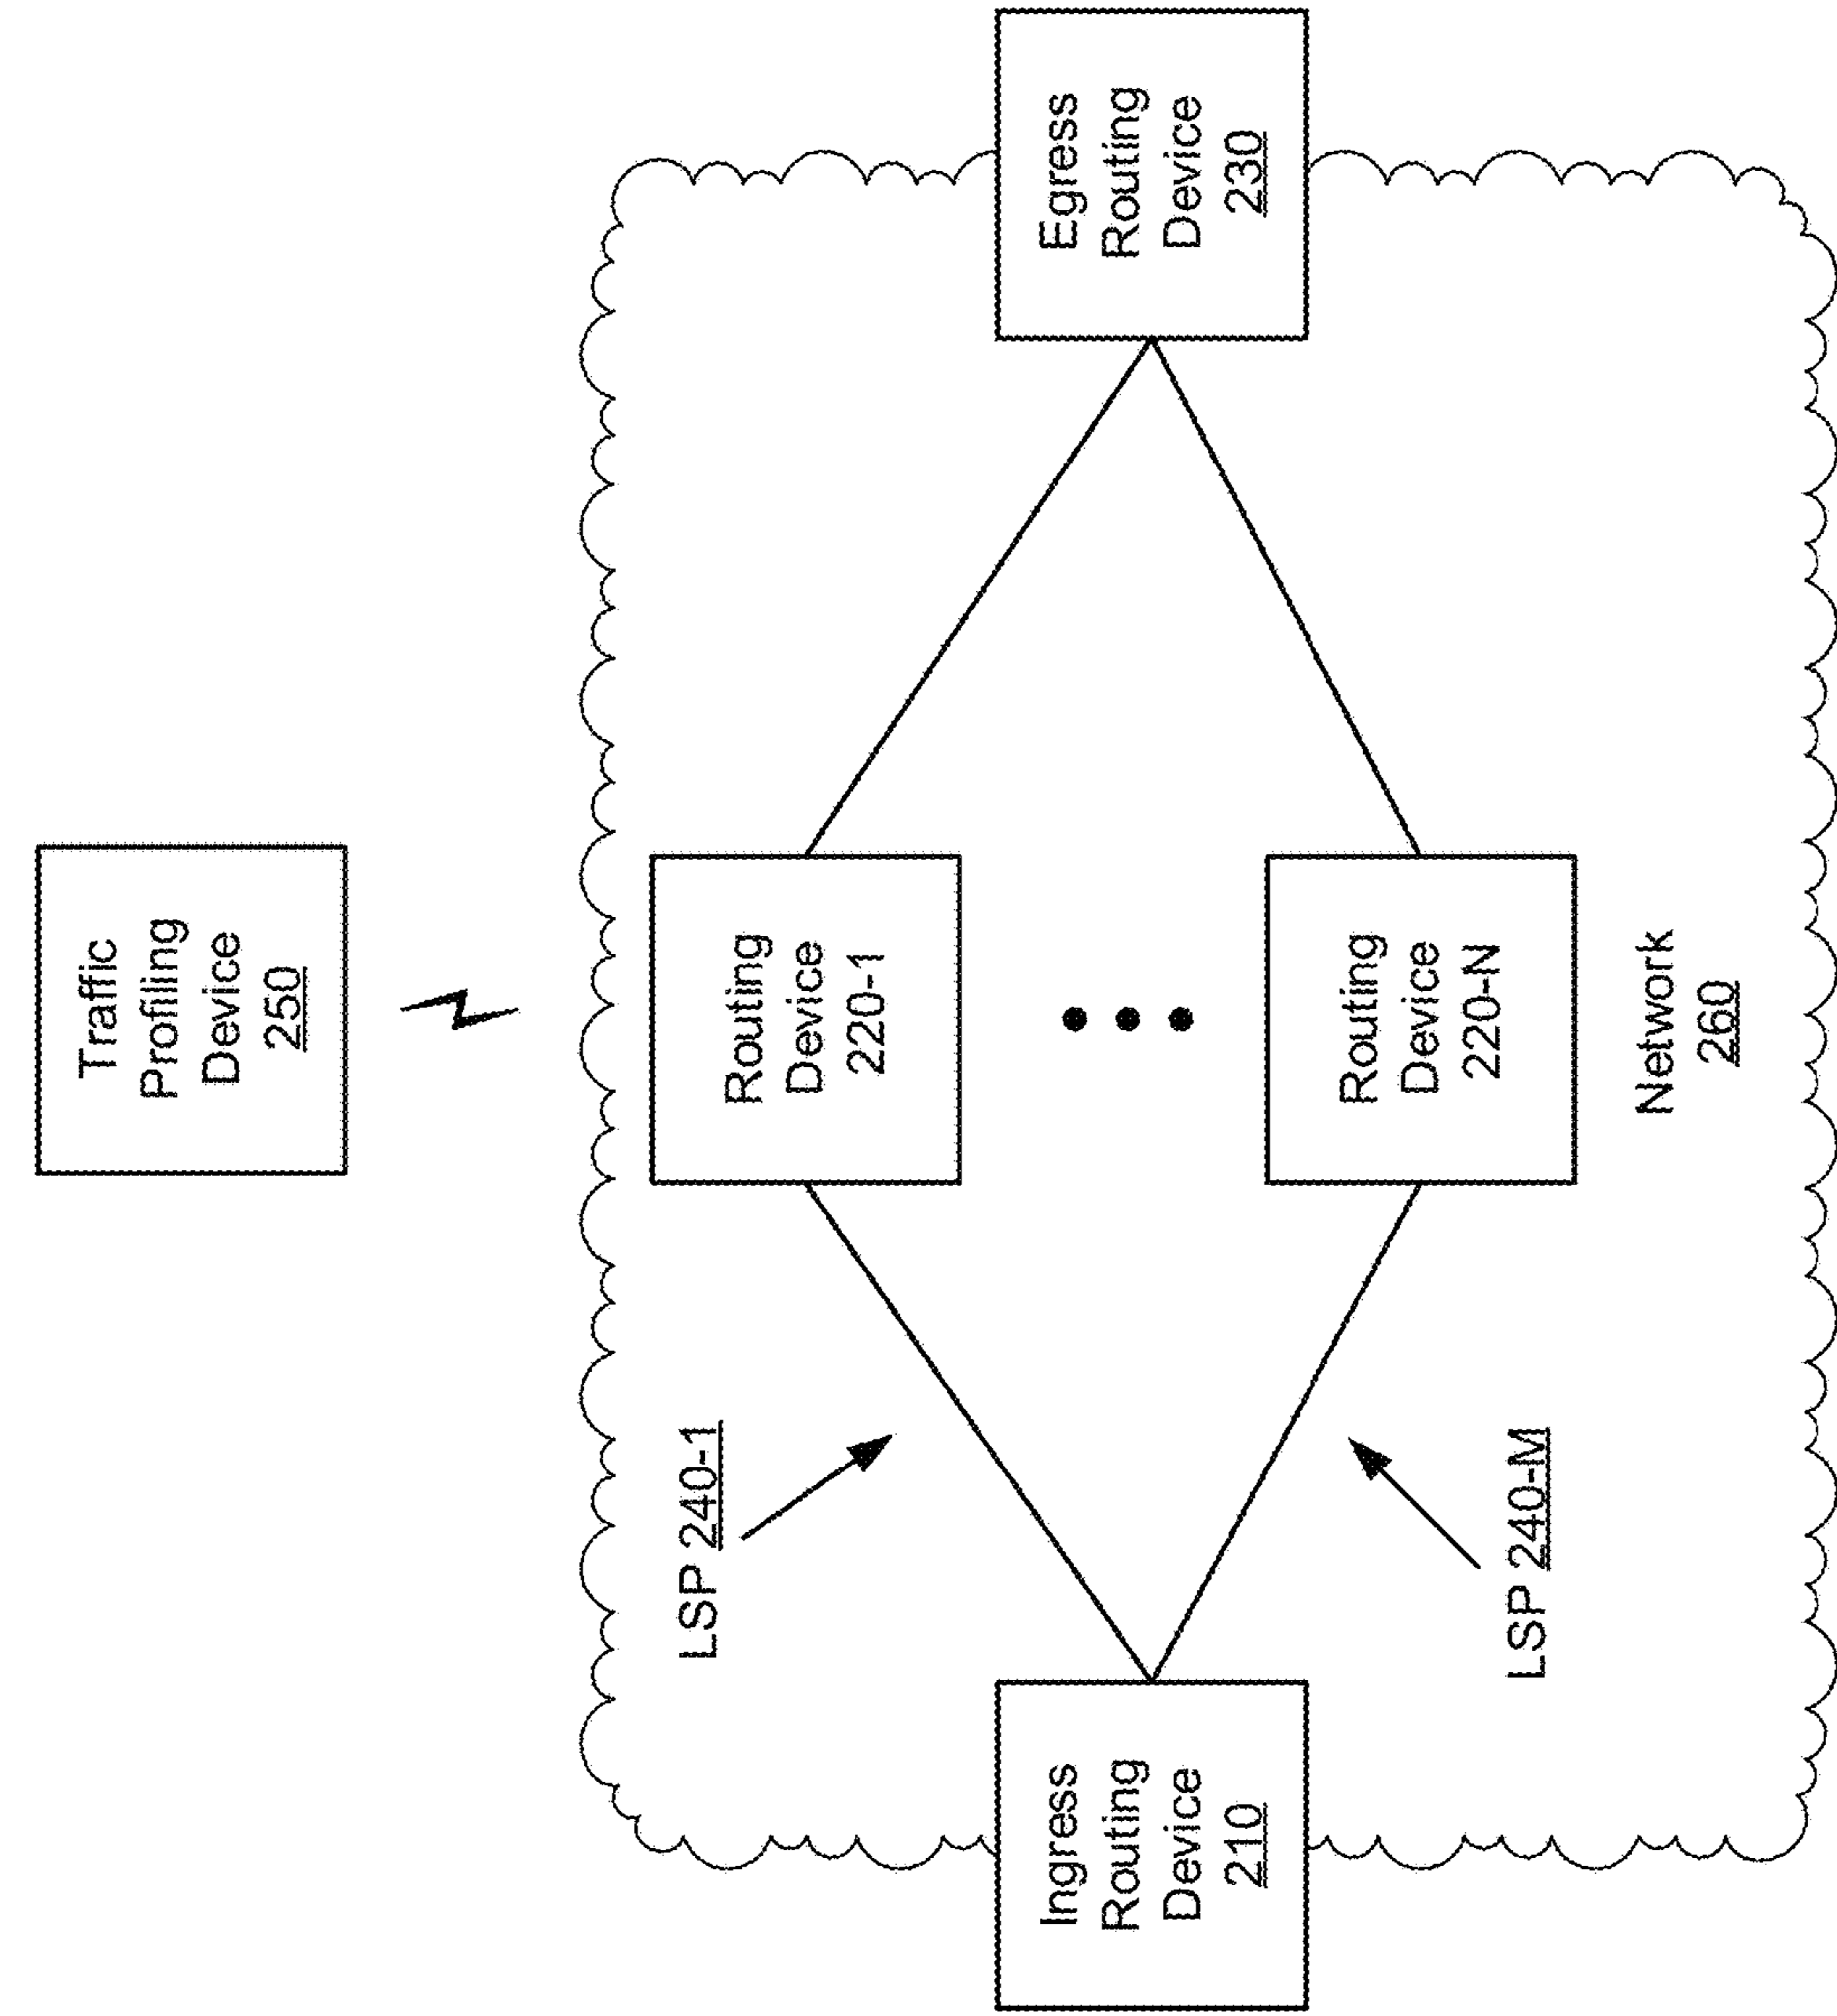 Traffic
Profiling
Device
250
LSP 240-1
Routing
Device
220-1
Ingress
Routing
Device
210
Egress
Routing
Device
230
LSP 240-M
Routing
Device
220-N
Network
260